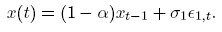 x(t) = (1 − α)x_{t−1} + σ_1 ϵ_{1,t}.